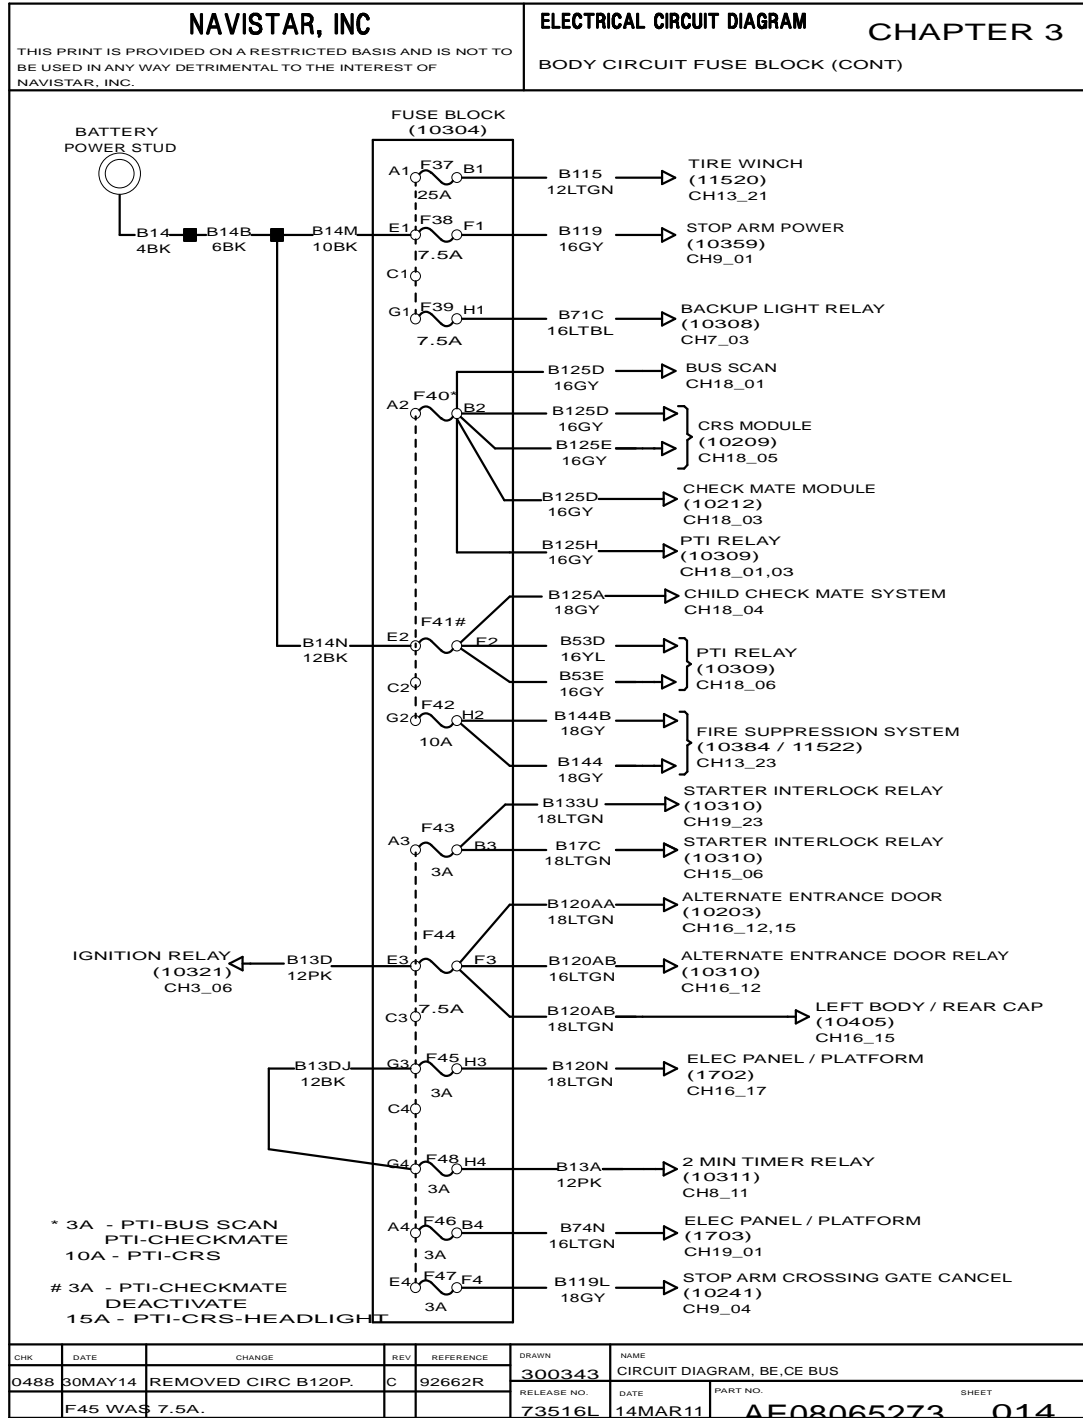 NAVISTAR, INC
THIS PRINT IS PROVIDED ON A RESTRICTED BASIS AND IS NOT TO
BE USED IN ANY WAY DETRIMENTAL TO THE INTEREST OF
NAVISTAR, INC.
ELECTRICAL CIRCUIT DIAGRAM
CHAPTER 3
BODY CIRCUIT FUSE BLOCK (CONT)
BATTERY
POWER STUD
FUSE BLOCK
(10304)
A1 F37 B1
25A
B115
12LTGN
TIRE WINCH
(11520)
CH13_21
B14
4BK
B14B
6BK
B14M
10BK
E1 F38 F1
7.5A
B119
16GY
STOP ARM POWER
(10359)
CH9_01
C1
G1 F39 H1
7.5A
B71C
16LTBL
BACKUP LIGHT RELAY
(10308)
CH7_03
B125D
16GY
BUS SCAN
CH18_01
A2 F40* B2
B125D
16GY
B125E
16GY
CRS MODULE
(10209)
CH18_05
B125D
16GY
CHECK MATE MODULE
(10212)
CH18_03
B125H
16GY
PTI RELAY
(10309)
CH18_01,03
B125A
18GY
CHILD CHECK MATE SYSTEM
CH18_04
B14N
12BK
E2 F41# F2
B53D
16YL
B53E
16GY
PTI RELAY
(10309)
CH18_06
C2
G2 F42 H2
10A
B144B
18GY
B144
18GY
FIRE SUPPRESSION SYSTEM
(10384 / 11522)
CH13_23
B133U
18LTGN
STARTER INTERLOCK RELAY
(10310)
CH19_23
A3 F43 B3
3A
B17C
18LTGN
STARTER INTERLOCK RELAY
(10310)
CH15_06
B120AA
18LTGN
ALTERNATE ENTRANCE DOOR
(10203)
CH16_12,15
IGNITION RELAY
(10321)
CH3_06
B13D
12PK
E3 F44 F3
7.5A
B120AB
16LTGN
ALTERNATE ENTRANCE DOOR RELAY
(10310)
CH16_12
B120AB
18LTGN
LEFT BODY / REAR CAP
(10405)
CH16_15
C3
B13DJ
12BK
G3 F45 H3
3A
B120N
18LTGN
ELEC PANEL / PLATFORM
(1702)
CH16_17
C4
G4 F48 H4
3A
B13A
12PK
2 MIN TIMER RELAY
(10311)
CH8_11
A4 F46 B4
3A
B74N
16LTGN
ELEC PANEL / PLATFORM
(1703)
CH19_01
E4 F47 F4
3A
B119L
18GY
STOP ARM CROSSING GATE CANCEL
(10241)
CH9_04
* 3A - PTI-BUS SCAN
PTI-CHECKMATE
10A - PTI-CRS
# 3A - PTI-CHECKMATE
DEACTIVATE
15A - PTI-CRS-HEADLIGHT
CHK DATE CHANGE REV REFERENCE
0488 30MAY14 REMOVED CIRC B120P. C 92662R
F45 WAS 7.5A.
DRAWN
300343
NAME
CIRCUIT DIAGRAM, BE,CE BUS
RELEASE NO.
73516L
DATE
14MAR11
PART NO.
AE08065273
SHEET
014